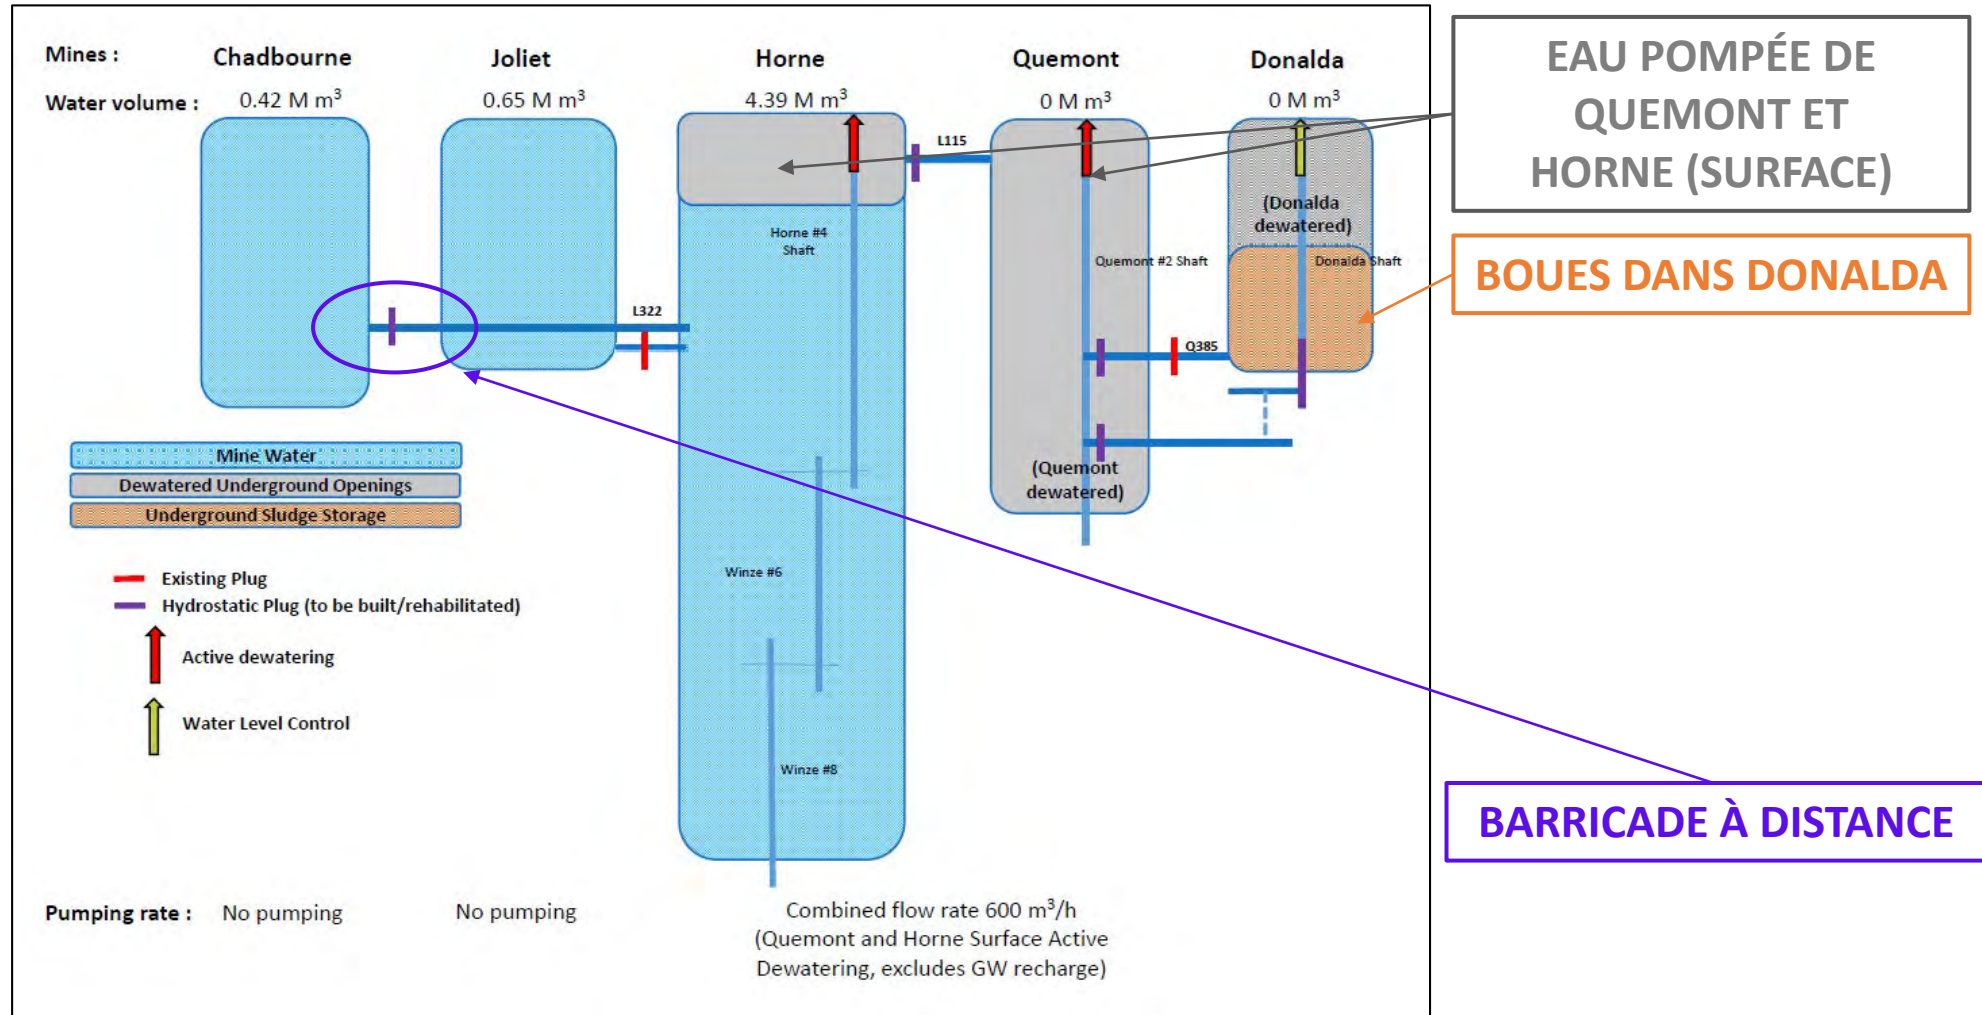 Mines :
Chadbourne
Joliet
Horne
Quemont
Donalda
Water volume :
0.42 M m³
0.65 M m³
4.39 M m³
0 M m³
0 M m³
EAU POMPÉE DE
QUEMONT ET
HORNE (SURFACE)
L115
(Donalda
dewatered)
Horne #4
Shaft
Quemont #2 Shaft
Donalda Shaft
BOUES DANS DONALDA
L322
Q385
Mine Water
Dewatered Underground Openings
Underground Sludge Storage
(Quemont
dewatered)
Existing Plug
Hydrostatic Plug (to be built/rehabilitated)
Winze #6
Active dewatering
Water Level Control
Winze #8
BARRICADE À DISTANCE
Pumping rate :
No pumping
No pumping
Combined flow rate 600 m³/h
(Quemont and Horne Surface Active
Dewatering, excludes GW recharge)